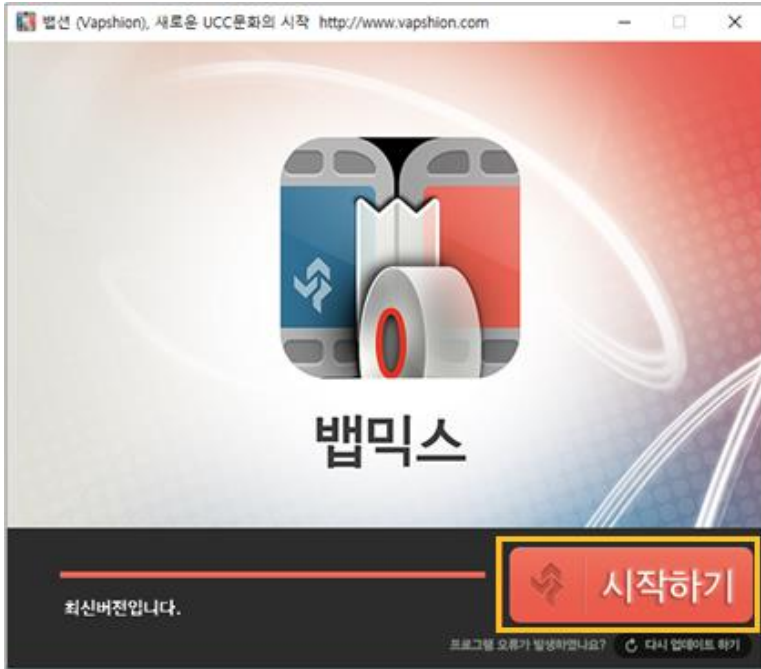 뱁션 (Vapshion), 새로운 UCC문화의 시작 http://www.vapshion.com
뱁믹스
시작하기
최신버전입니다.
프로그램 오류가 발생하였나요? 다시 업데이트 하기